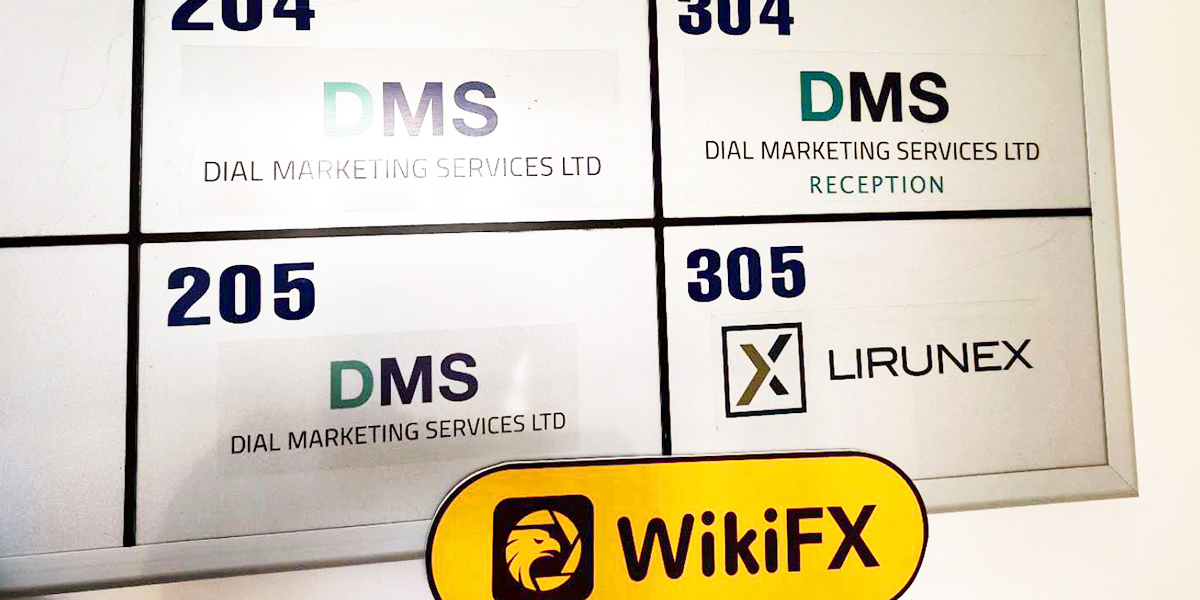 204
DMS
DIAL MARKETING SERVICES LTD
304
DMS
DIAL MARKETING SERVICES LTD
RECEPTION
205
DMS
DIAL MARKETING SERVICES LTD
305
LIRUNEX
WikiFX